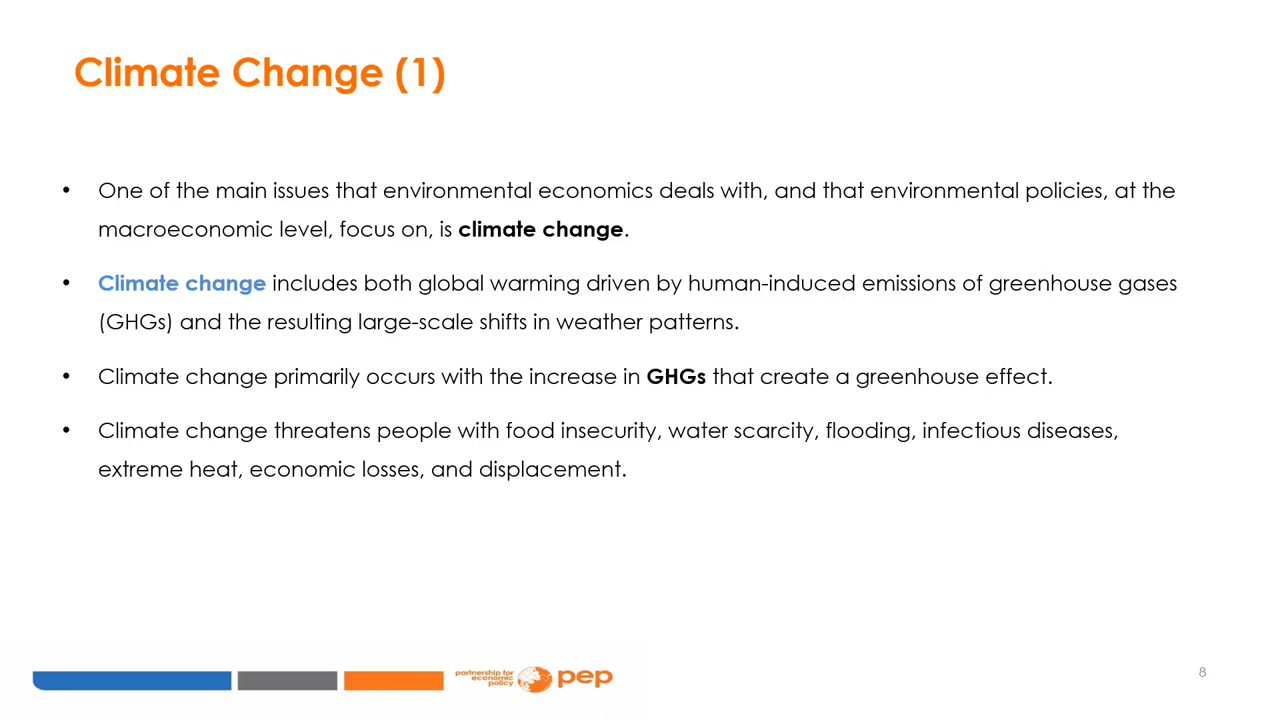 Climate Change (1)
• One of the main issues that environmental economics deals with, and that environmental policies, at the
macroeconomic level, focus on, is climate change.
• Climate change includes both global warming driven by human-induced emissions of greenhouse gases
(GHGs) and the resulting large-scale shifts in weather patterns.
• Climate change primarily occurs with the increase in GHGs that create a greenhouse effect.
• Climate change threatens people with food insecurity, water scarcity, flooding, infectious diseases,
extreme heat, economic losses, and displacement.
partnership for
economic
policy
pep
8